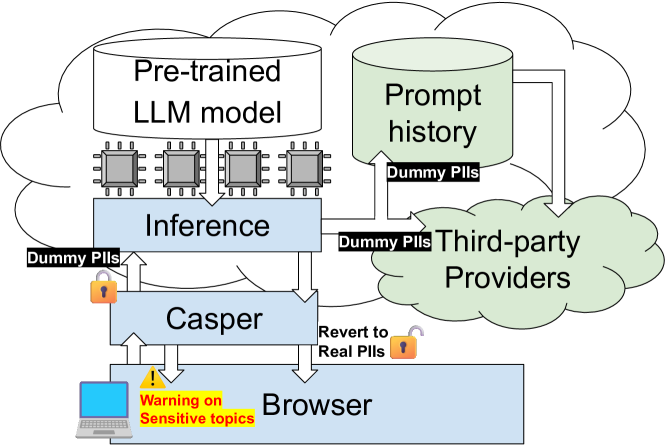 Pre-trained
LLM model
Prompt
history
Dummy PIIs
Inference
Dummy PIIs
Third-party
Providers
Dummy PIIs
Casper
Revert to
Real PIIs
Warning on
Sensitive topics
Browser